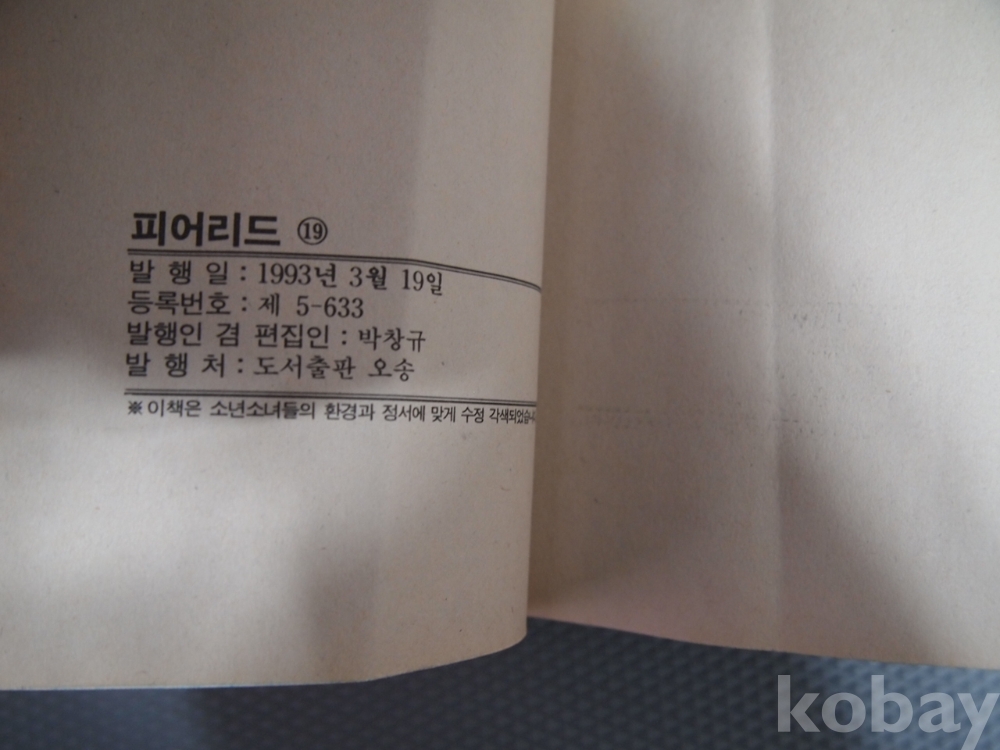 피어리드 ⑲
발 행 일 : 1993년 3월 19일
등록번호 : 제 5-633
발행인 겸 편집인 : 박창규
발 행 처 : 도서출판 오송
※ 이책은 소년소녀들의 환경과 정서에 맞게 수정 각색되었습니
kobay